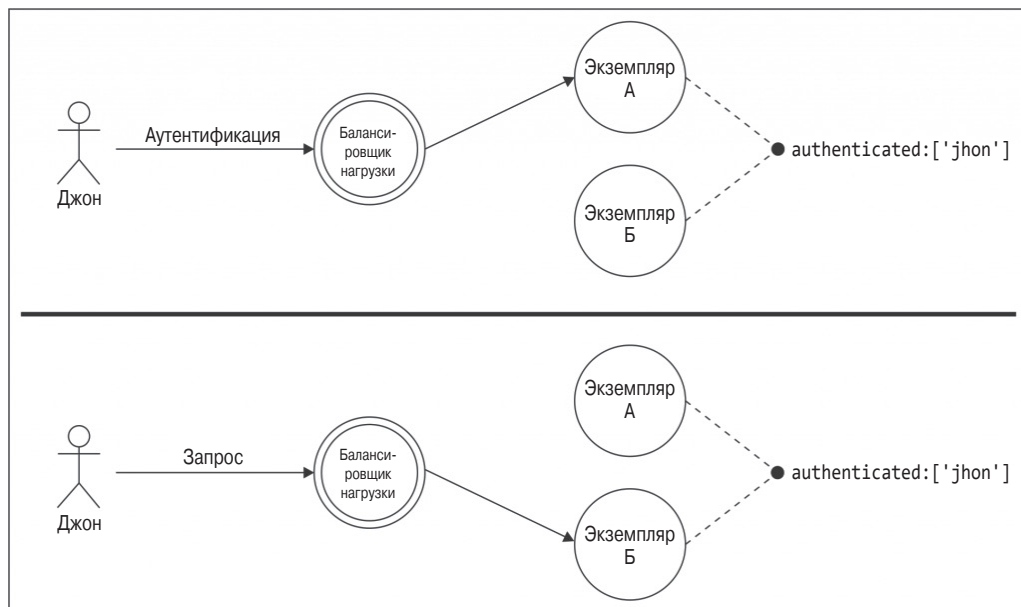 Экземпляр
А
Аутентификация
Баланси-
ровщик
нагрузки
authenticated:['jhon']
Джон
Экземпляр
Б
Экземпляр
А
Запрос
Баланси-
ровщик
нагрузки
authenticated:['jhon']
Джон
Экземпляр
Б